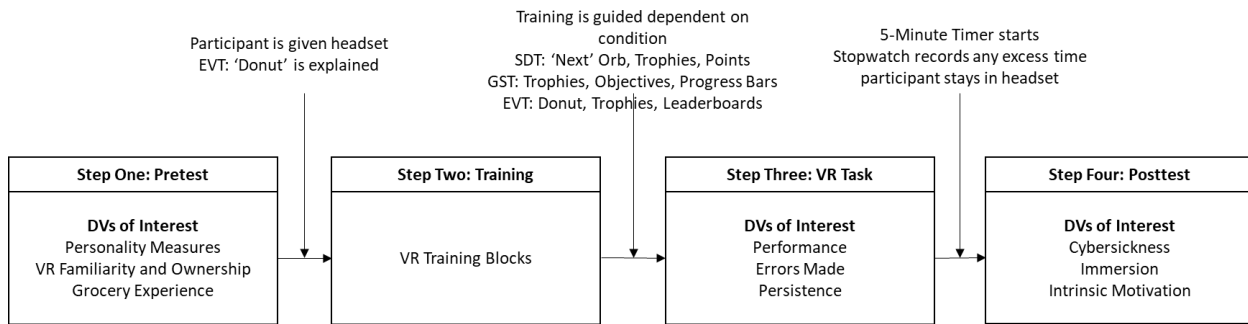 Participant is given headset
EVT: ‘Donut’ is explained
Training is guided dependent on
condition
SDT: ‘Next’ Orb, Trophies, Points
GST: Trophies, Objectives, Progress Bars
EVT: Donut, Trophies, Leaderboards
5-Minute Timer starts
Stopwatch records any excess time
participant stays in headset
Step One: Pretest
DVs of Interest
Personality Measures
VR Familiarity and Ownership
Grocery Experience
Step Two: Training
VR Training Blocks
Step Three: VR Task
DVs of Interest
Performance
Errors Made
Persistence
Step Four: Posttest
DVs of Interest
Cybersickness
Immersion
Intrinsic Motivation